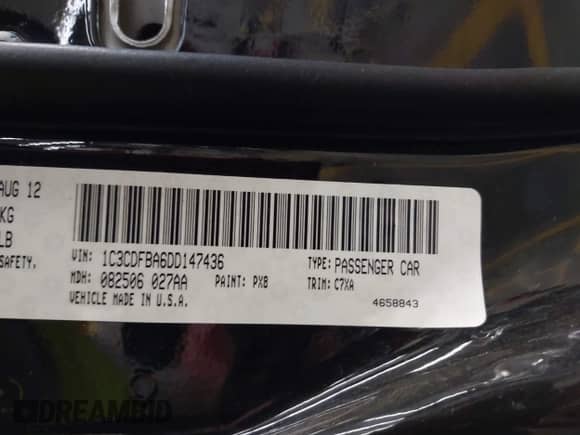 AUG 12
KG
LB
SAFETY.
VIN: 1C3CDFBA6DD147436
TYPE: PASSENGER CAR
MDH: 082506 027AA
PAINT: PXB
TRIM: C7XA
VEHICLE MADE IN U.S.A.
4658843
DREAMBID